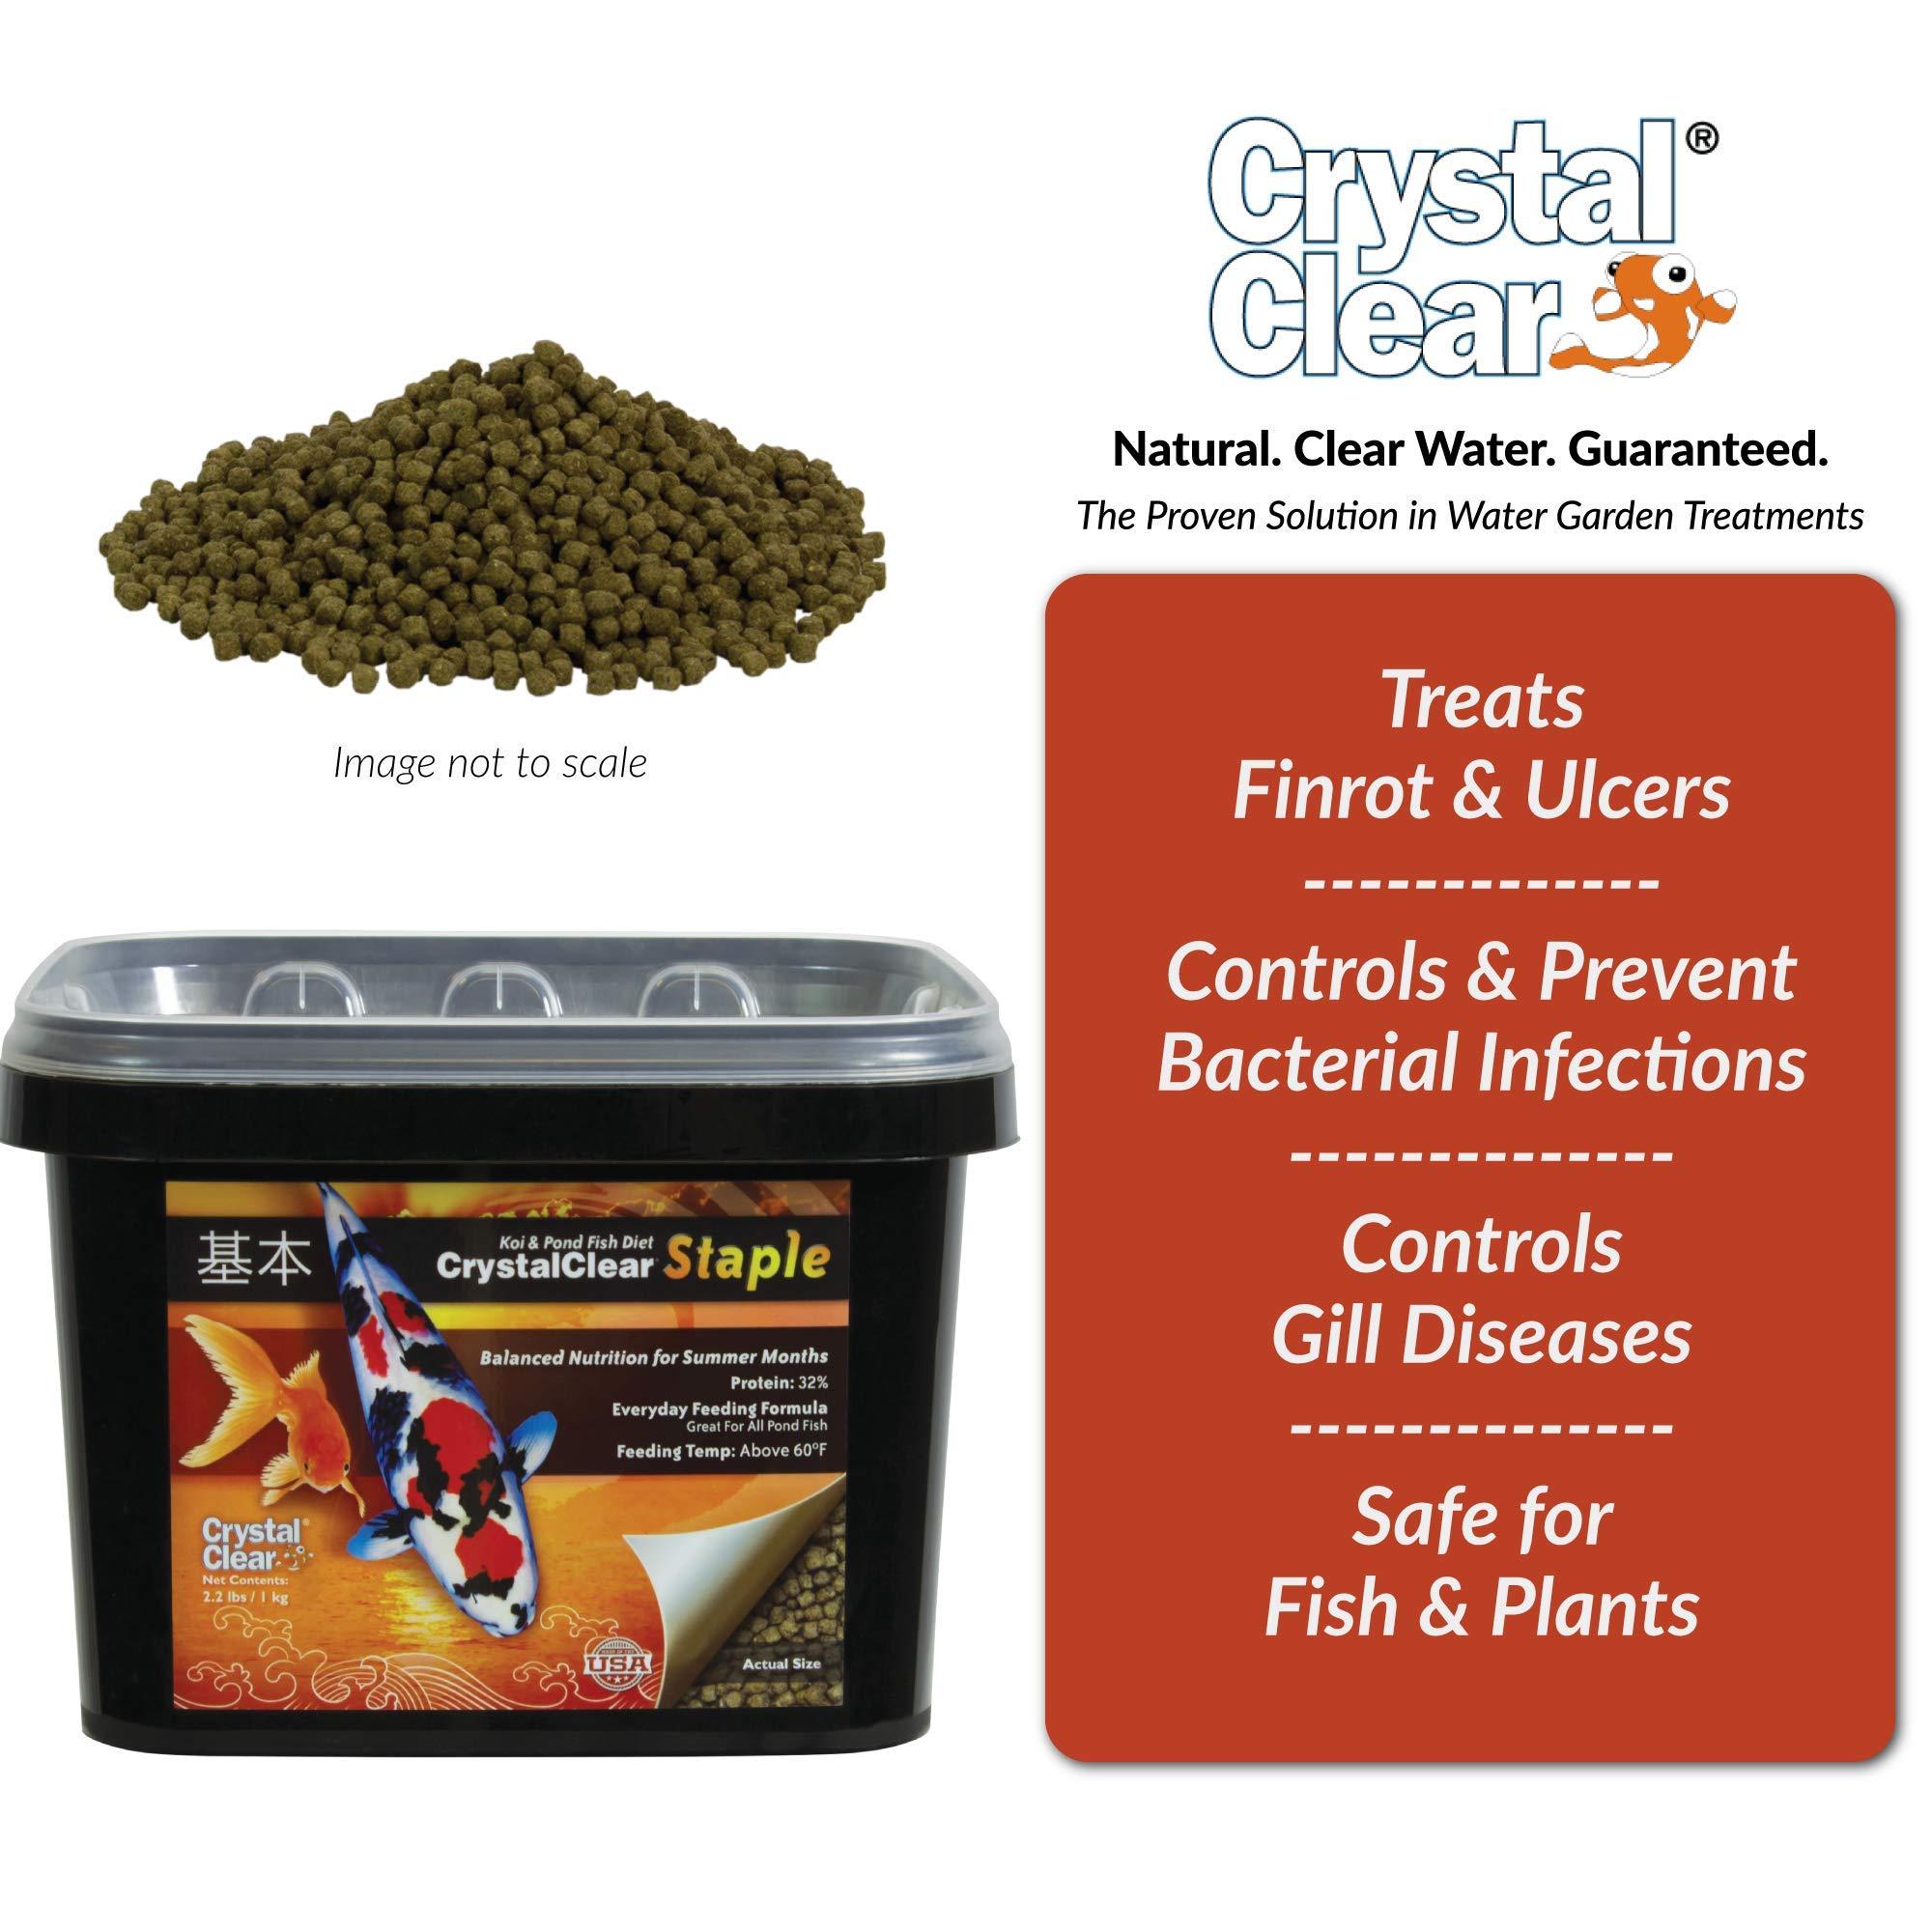 Crystal®
Clear
Natural. Clear Water. Guaranteed.
The Proven Solution in Water Garden Treatments
Image not to scale
Treats
Finrot & Ulcers
-------------
Controls & Prevent
Bacterial Infections
--------------
Controls
Gill Diseases
--------------
Safe for
Fish & Plants
基本
Koi & Pond Fish Diet
CrystalClear Staple
Balanced Nutrition for Summer Months
Protein: 32%
Everyday Feeding Formula
Great For All Pond Fish
Feeding Temp: Above 60°F
Crystal
Clear
Net Contents:
2.2 lbs / 1 kg
USA
Actual Size